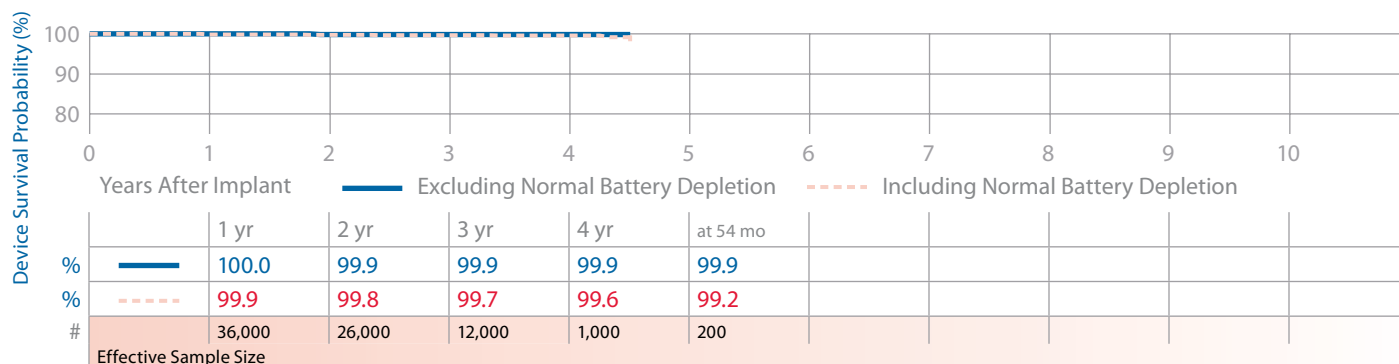 Device Survival Probability (%)
100
90
80
0 1 2 3 4 5 6 7 8 9 10
Years After Implant Excluding Normal Battery Depletion Including Normal Battery Depletion
1 yr 2 yr 3 yr 4 yr at 54 mo
% 100.0 99.9 99.9 99.9 99.9
% 99.9 99.8 99.7 99.6 99.2
# 36,000 26,000 12,000 1,000 200
Effective Sample Size